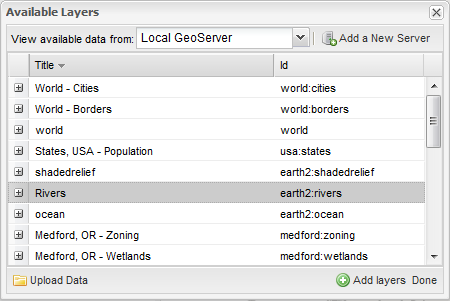 Available Layers
View available data from: Local GeoServer Add a New Server
Title Id
World - Cities world:cities
World - Borders world:borders
world world
States, USA - Population usa:states
shadedrelief earth2:shadedrelief
Rivers earth2:rivers
ocean earth2:ocean
Medford, OR - Zoning medford:zoning
Medford, OR - Wetlands medford:wetlands
Upload Data Add layers Done